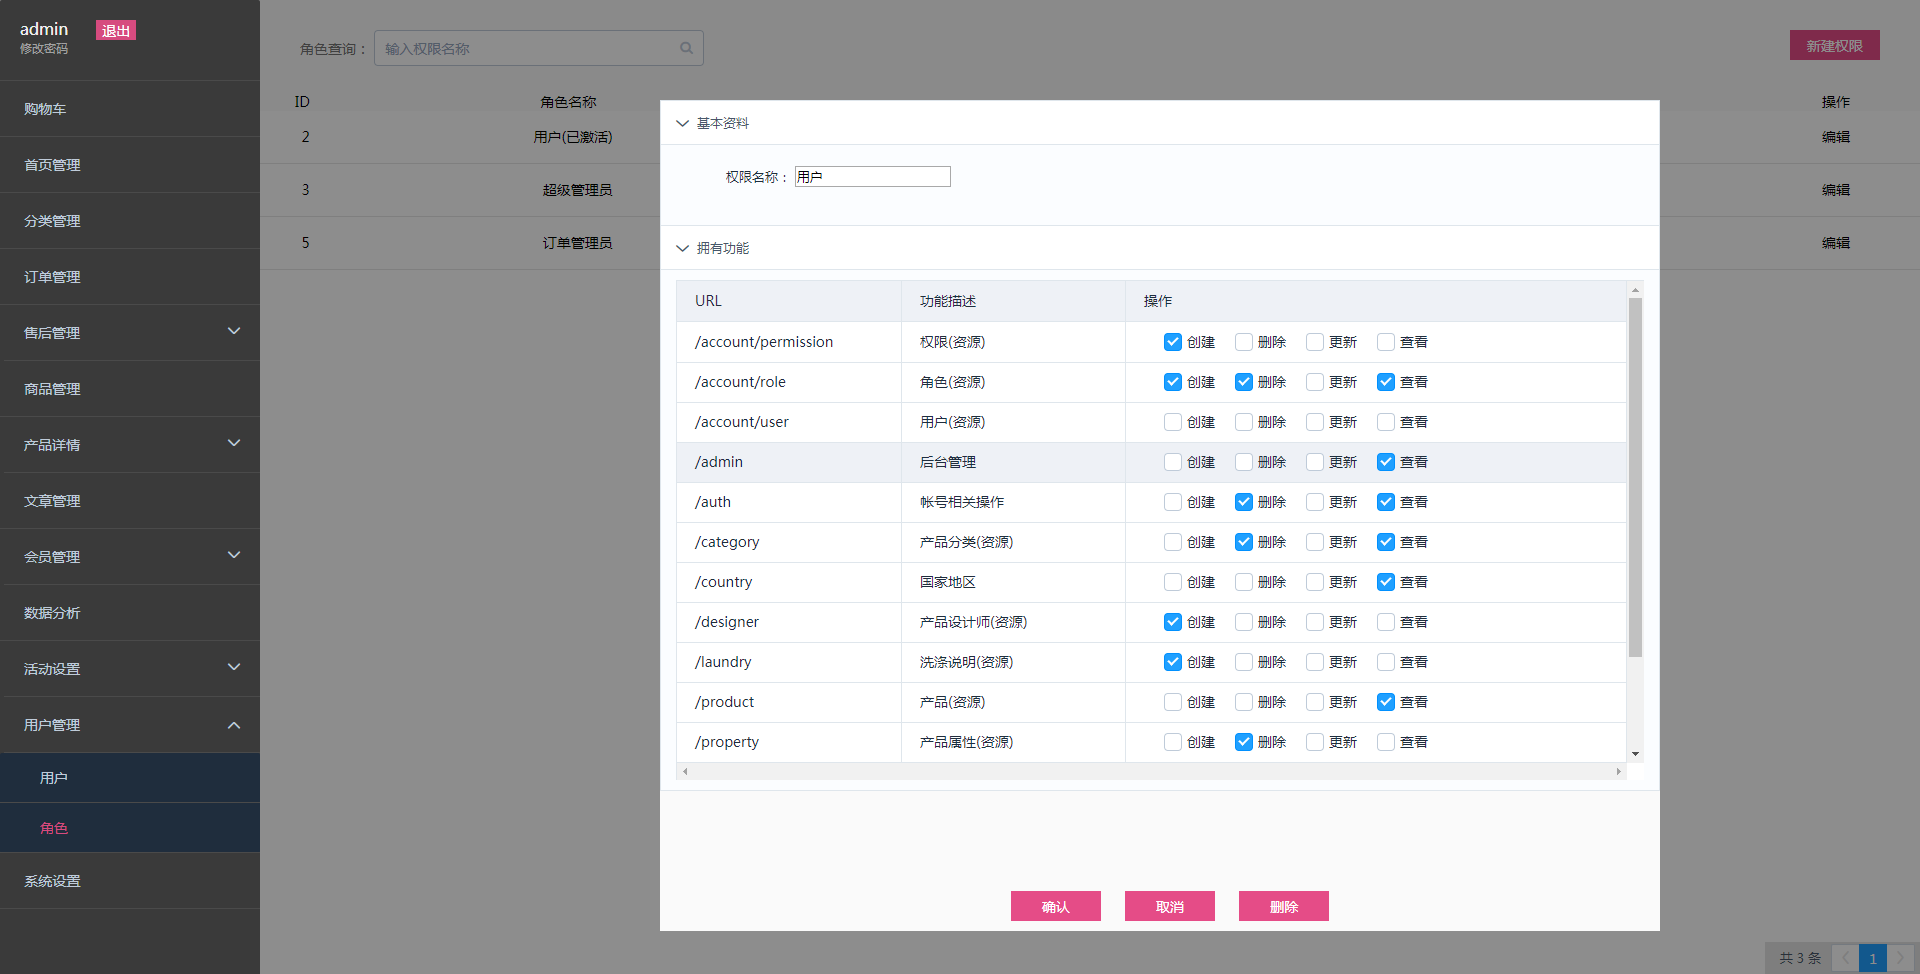 admin 退出
修改密码
购物车
首页管理
分类管理
订单管理
售后管理
商品管理
产品详情
文章管理
会员管理
数据分析
活动设置
用户管理
用户
角色
系统设置
角色查询： 输入权限名称
新建权限
ID 角色名称 操作
2 用户(已激活) 编辑
3 超级管理员 编辑
5 订单管理员 编辑
基本资料
权限名称： 用户
拥有功能
URL 功能描述 操作
/account/permission 权限(资源) 创建 删除 更新 查看
/account/role 角色(资源) 创建 删除 更新 查看
/account/user 用户(资源) 创建 删除 更新 查看
/admin 后台管理 创建 删除 更新 查看
/auth 帐号相关操作 创建 删除 更新 查看
/category 产品分类(资源) 创建 删除 更新 查看
/country 国家地区 创建 删除 更新 查看
/designer 产品设计师(资源) 创建 删除 更新 查看
/laundry 洗涤说明(资源) 创建 删除 更新 查看
/product 产品(资源) 创建 删除 更新 查看
/property 产品属性(资源) 创建 删除 更新 查看
确认 取消 删除
共 3 条 1